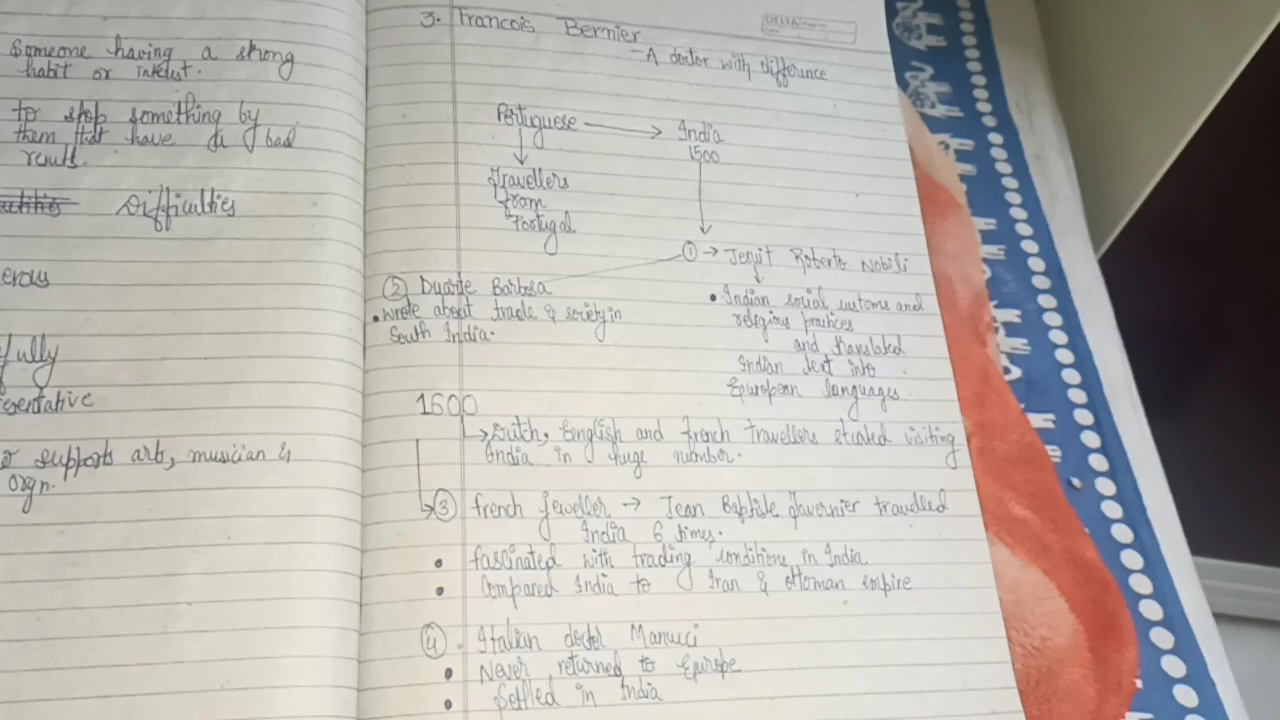 Someone having a strong
habit or interest.
to stop something by
them that have a bad
result.
Difficulties
fully
supports arts, musician &
orgn.
3. Francois Bernier
- A doctor with difference
DELTA
Portuguese → India
1500
Travellers
from
Portugal
① → Jesuit Roberto Nobili
② Duarte Barbosa
• wrote about trade & society in
South India.
• Indian social customs and
religious practices
and translated
Indian text into
European languages.
1600
→ Dutch, English and French travellers started visiting
India in huge number.
③ French jeweller → Jean Baptiste Tavernier travelled
India 6 times.
• fascinated with trading conditions in India
• Compared India to Iran & ottoman empire
④ Italian doctor Manucci
• Never returned to Europe
• Settled in India